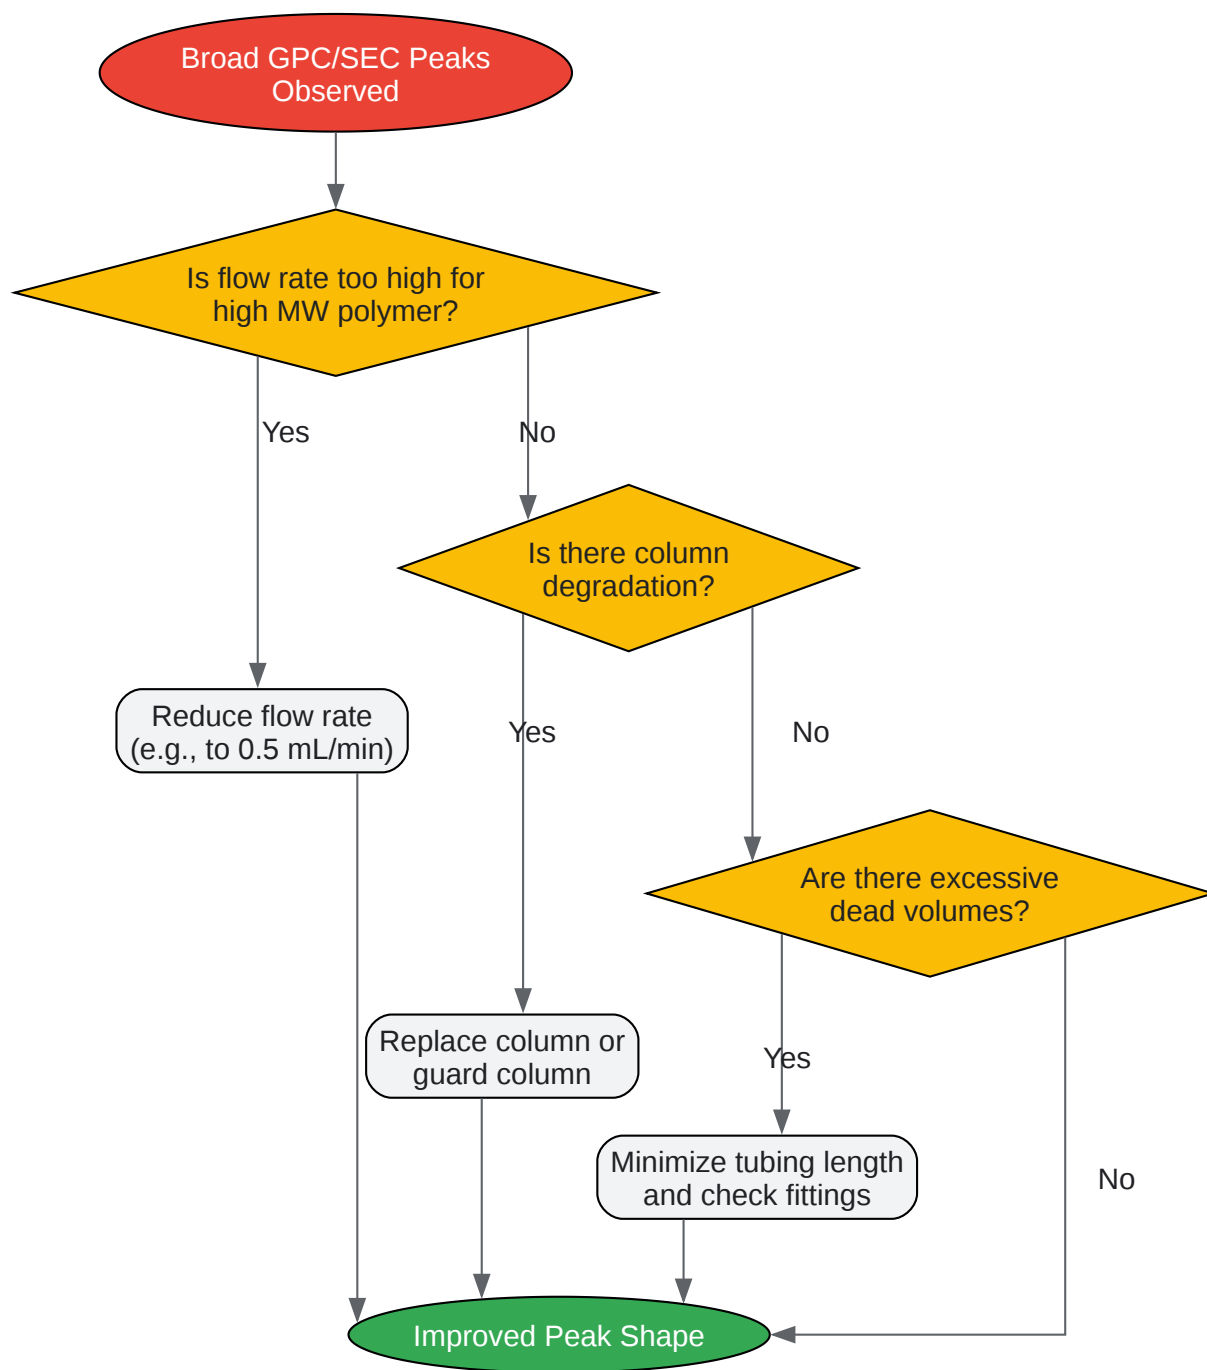 Broad GPC/SEC Peaks
Observed
Is flow rate too high for
high MW polymer?
Yes
No
Is there column
degradation?
Reduce flow rate
(e.g., to 0.5 mL/min)
Yes
No
Are there excessive
dead volumes?
Replace column or
guard column
Yes
Minimize tubing length
and check fittings
No
Improved Peak Shape